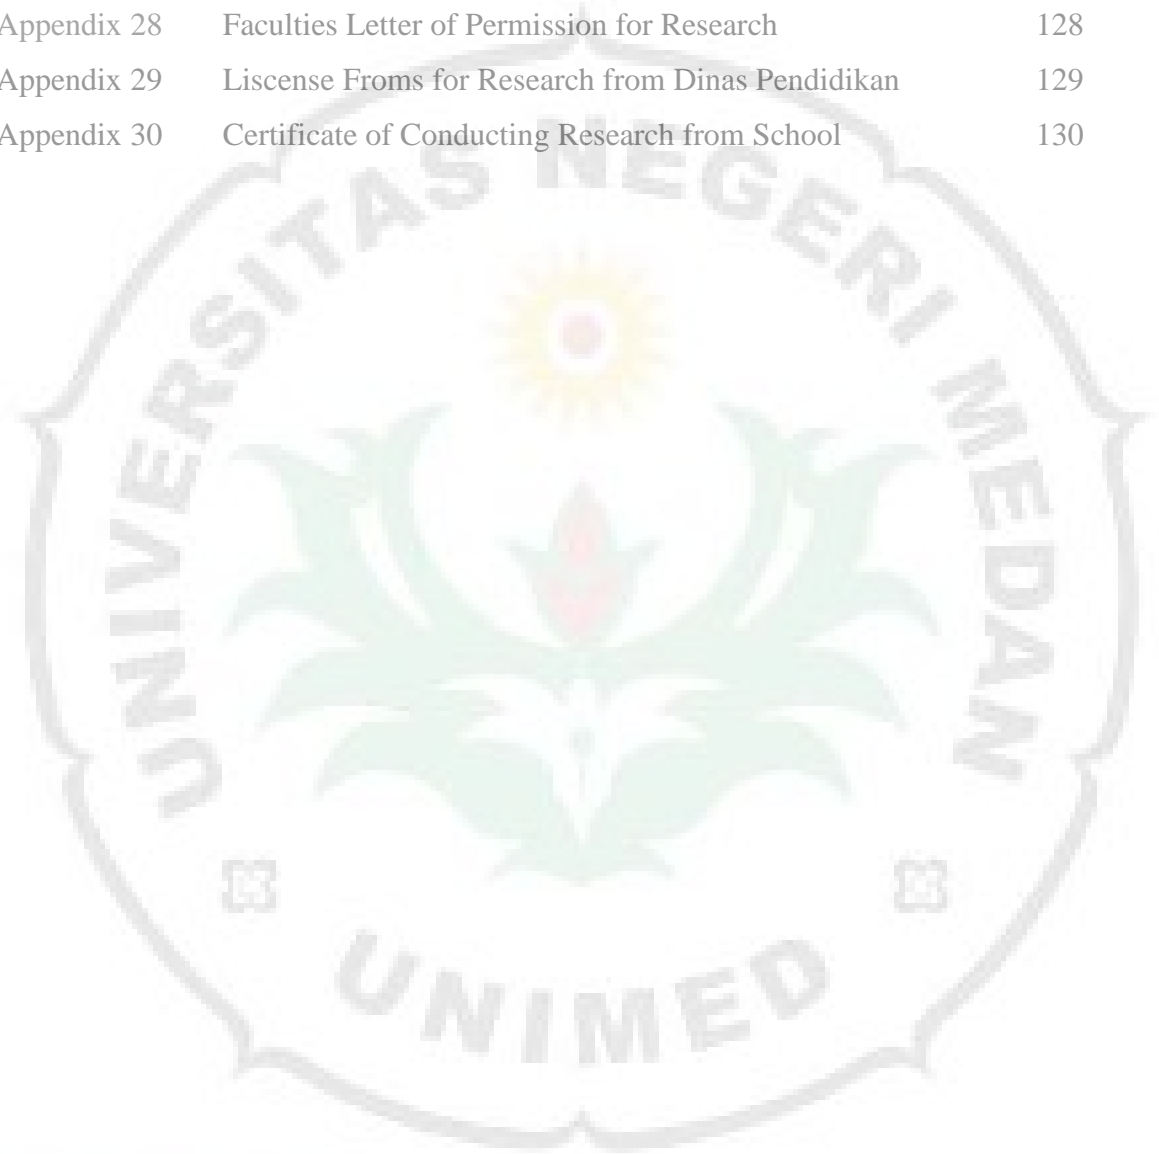 Appendix 28 Faculties Letter of Permission for Research 128
Appendix 29 Liscense Froms for Research from Dinas Pendidikan 129
Appendix 30 Certificate of Conducting Research from School 130
UNIVERSITAS NEGERI MEDAN
UNIMED